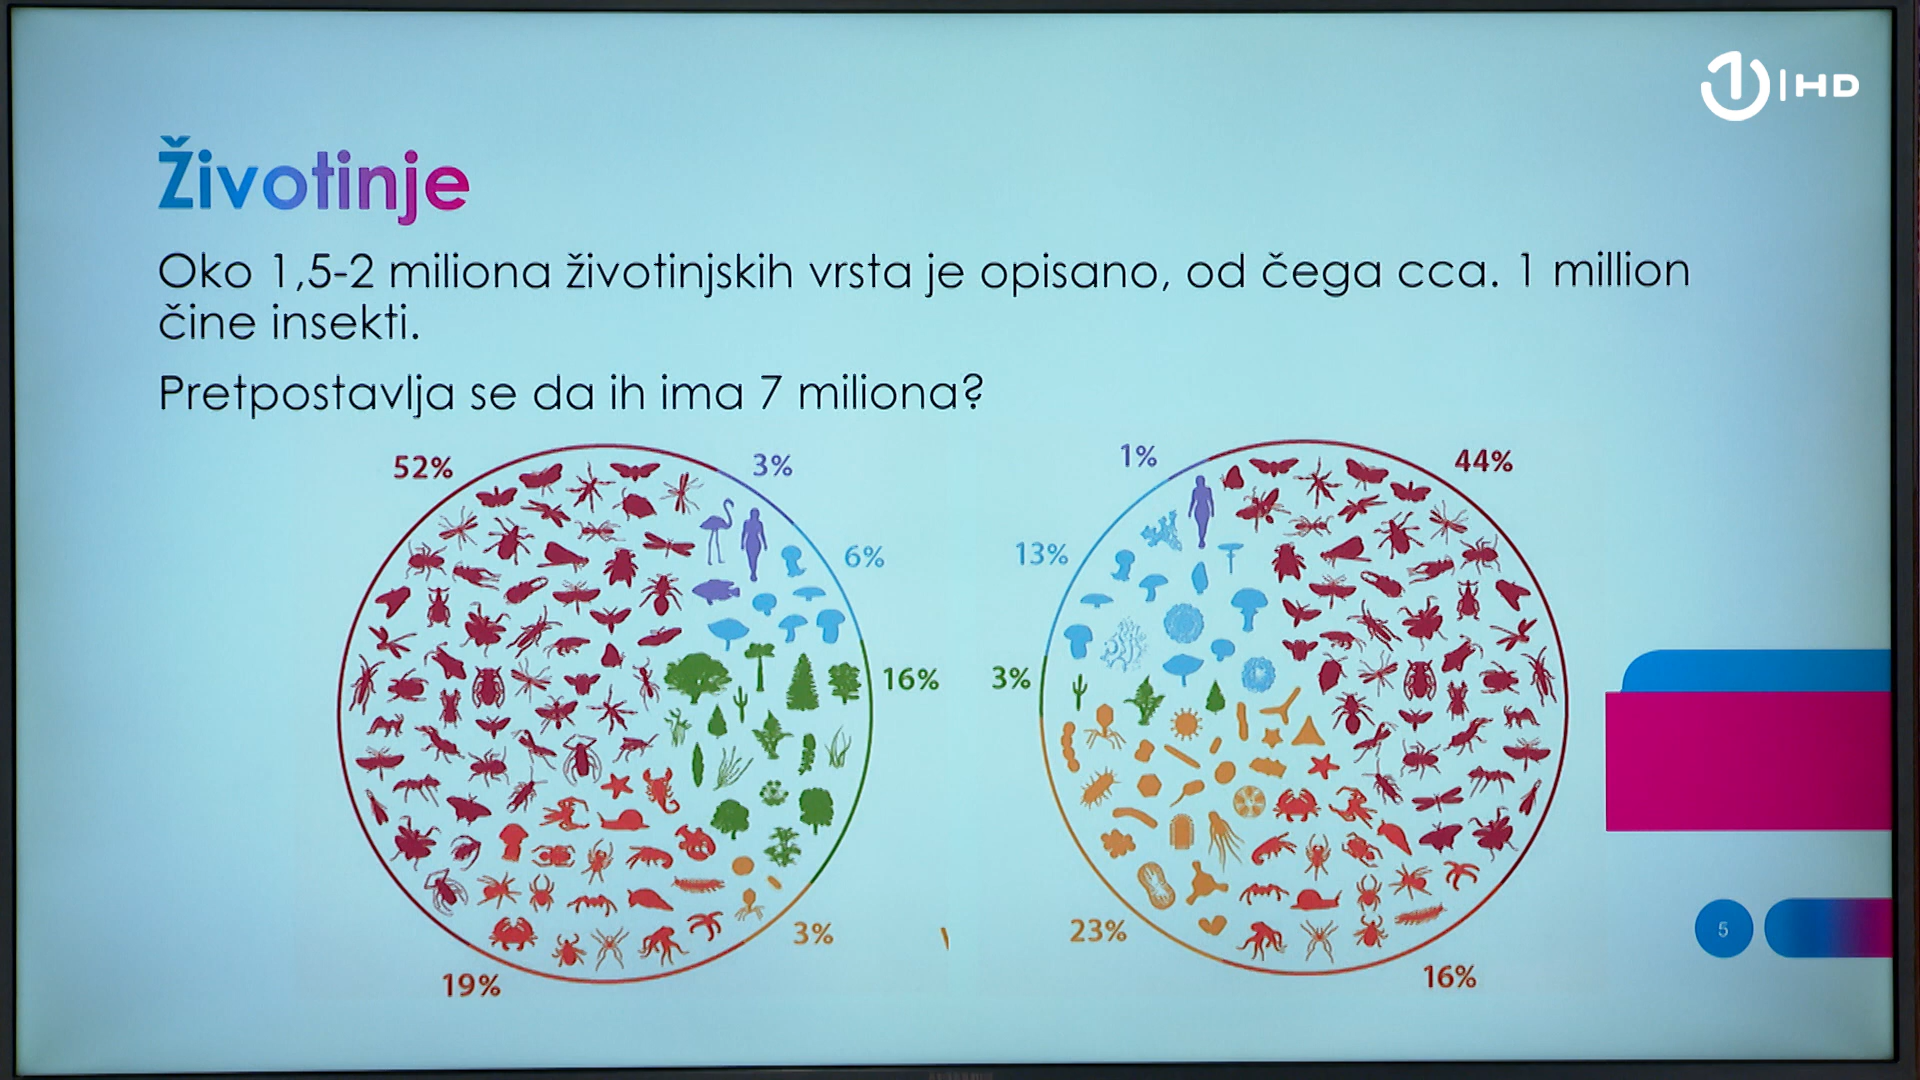 1 HD
Životinje
Oko 1,5-2 miliona životinjskih vrsta je opisano, od čega cca. 1 million
čine insekti.
Pretpostavlja se da ih ima 7 miliona?
52%
3%
6%
16%
3%
19%
1%
44%
13%
3%
23%
16%
5